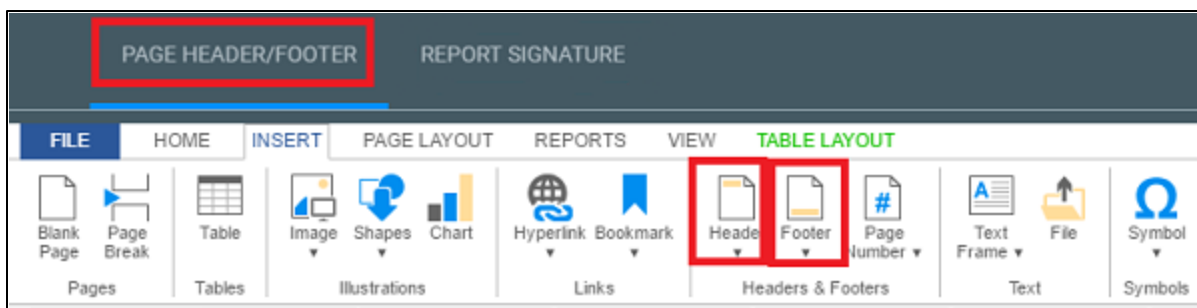 PAGE HEADER/FOOTER REPORT SIGNATURE
FILE HOME INSERT PAGE LAYOUT REPORTS VIEW TABLE LAYOUT
Blank Page Table Image Shapes Chart Hyperlink Bookmark Heade Footer Page Text File Symbol
Page Break Number Frame
Pages Tables Illustrations Links Headers & Footers Text Symbols